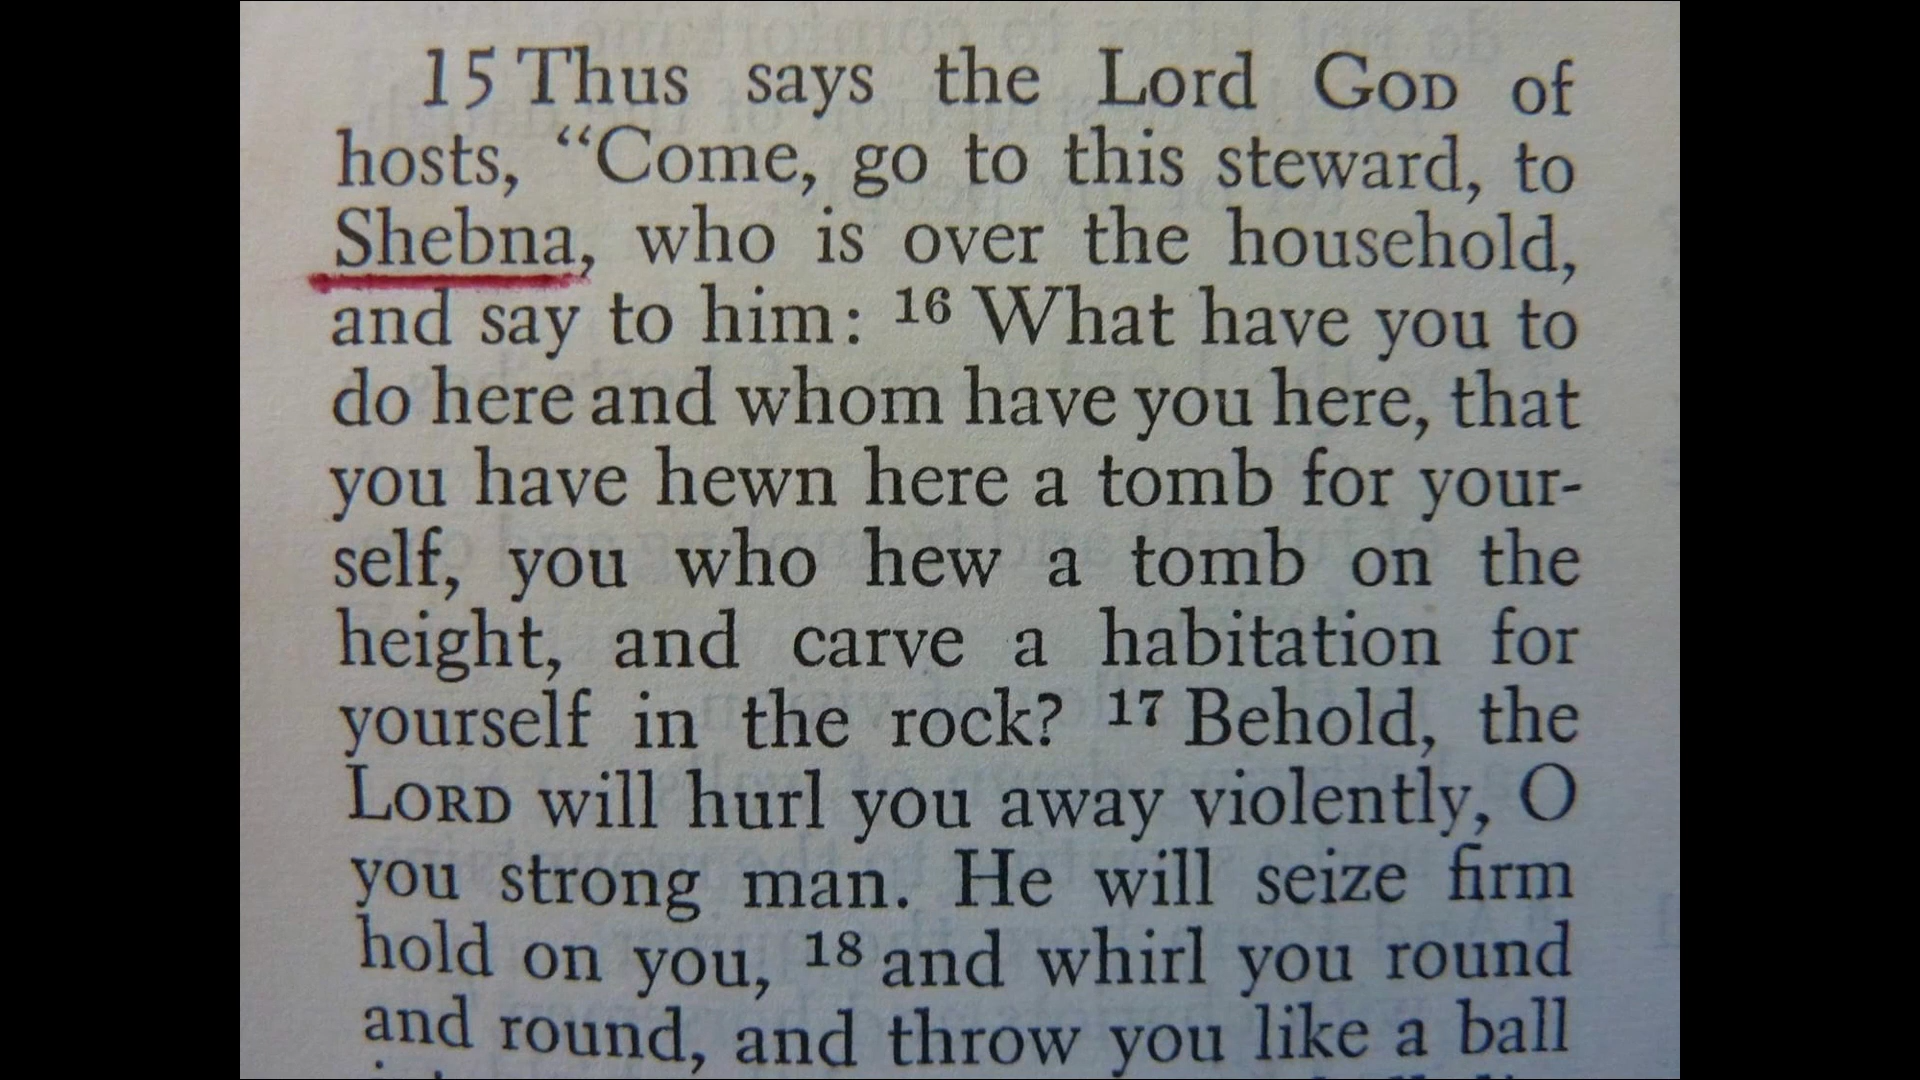 15 Thus says the Lord GOD of
hosts, “Come, go to this steward, to
Shebna, who is over the household,
and say to him: 16 What have you to
do here and whom have you here, that
you have hewn here a tomb for your-
self, you who hew a tomb on the
height, and carve a habitation for
yourself in the rock? 17 Behold, the
LORD will hurl you away violently, O
you strong man. He will seize firm
hold on you, 18 and whirl you round
and round, and throw you like a ball